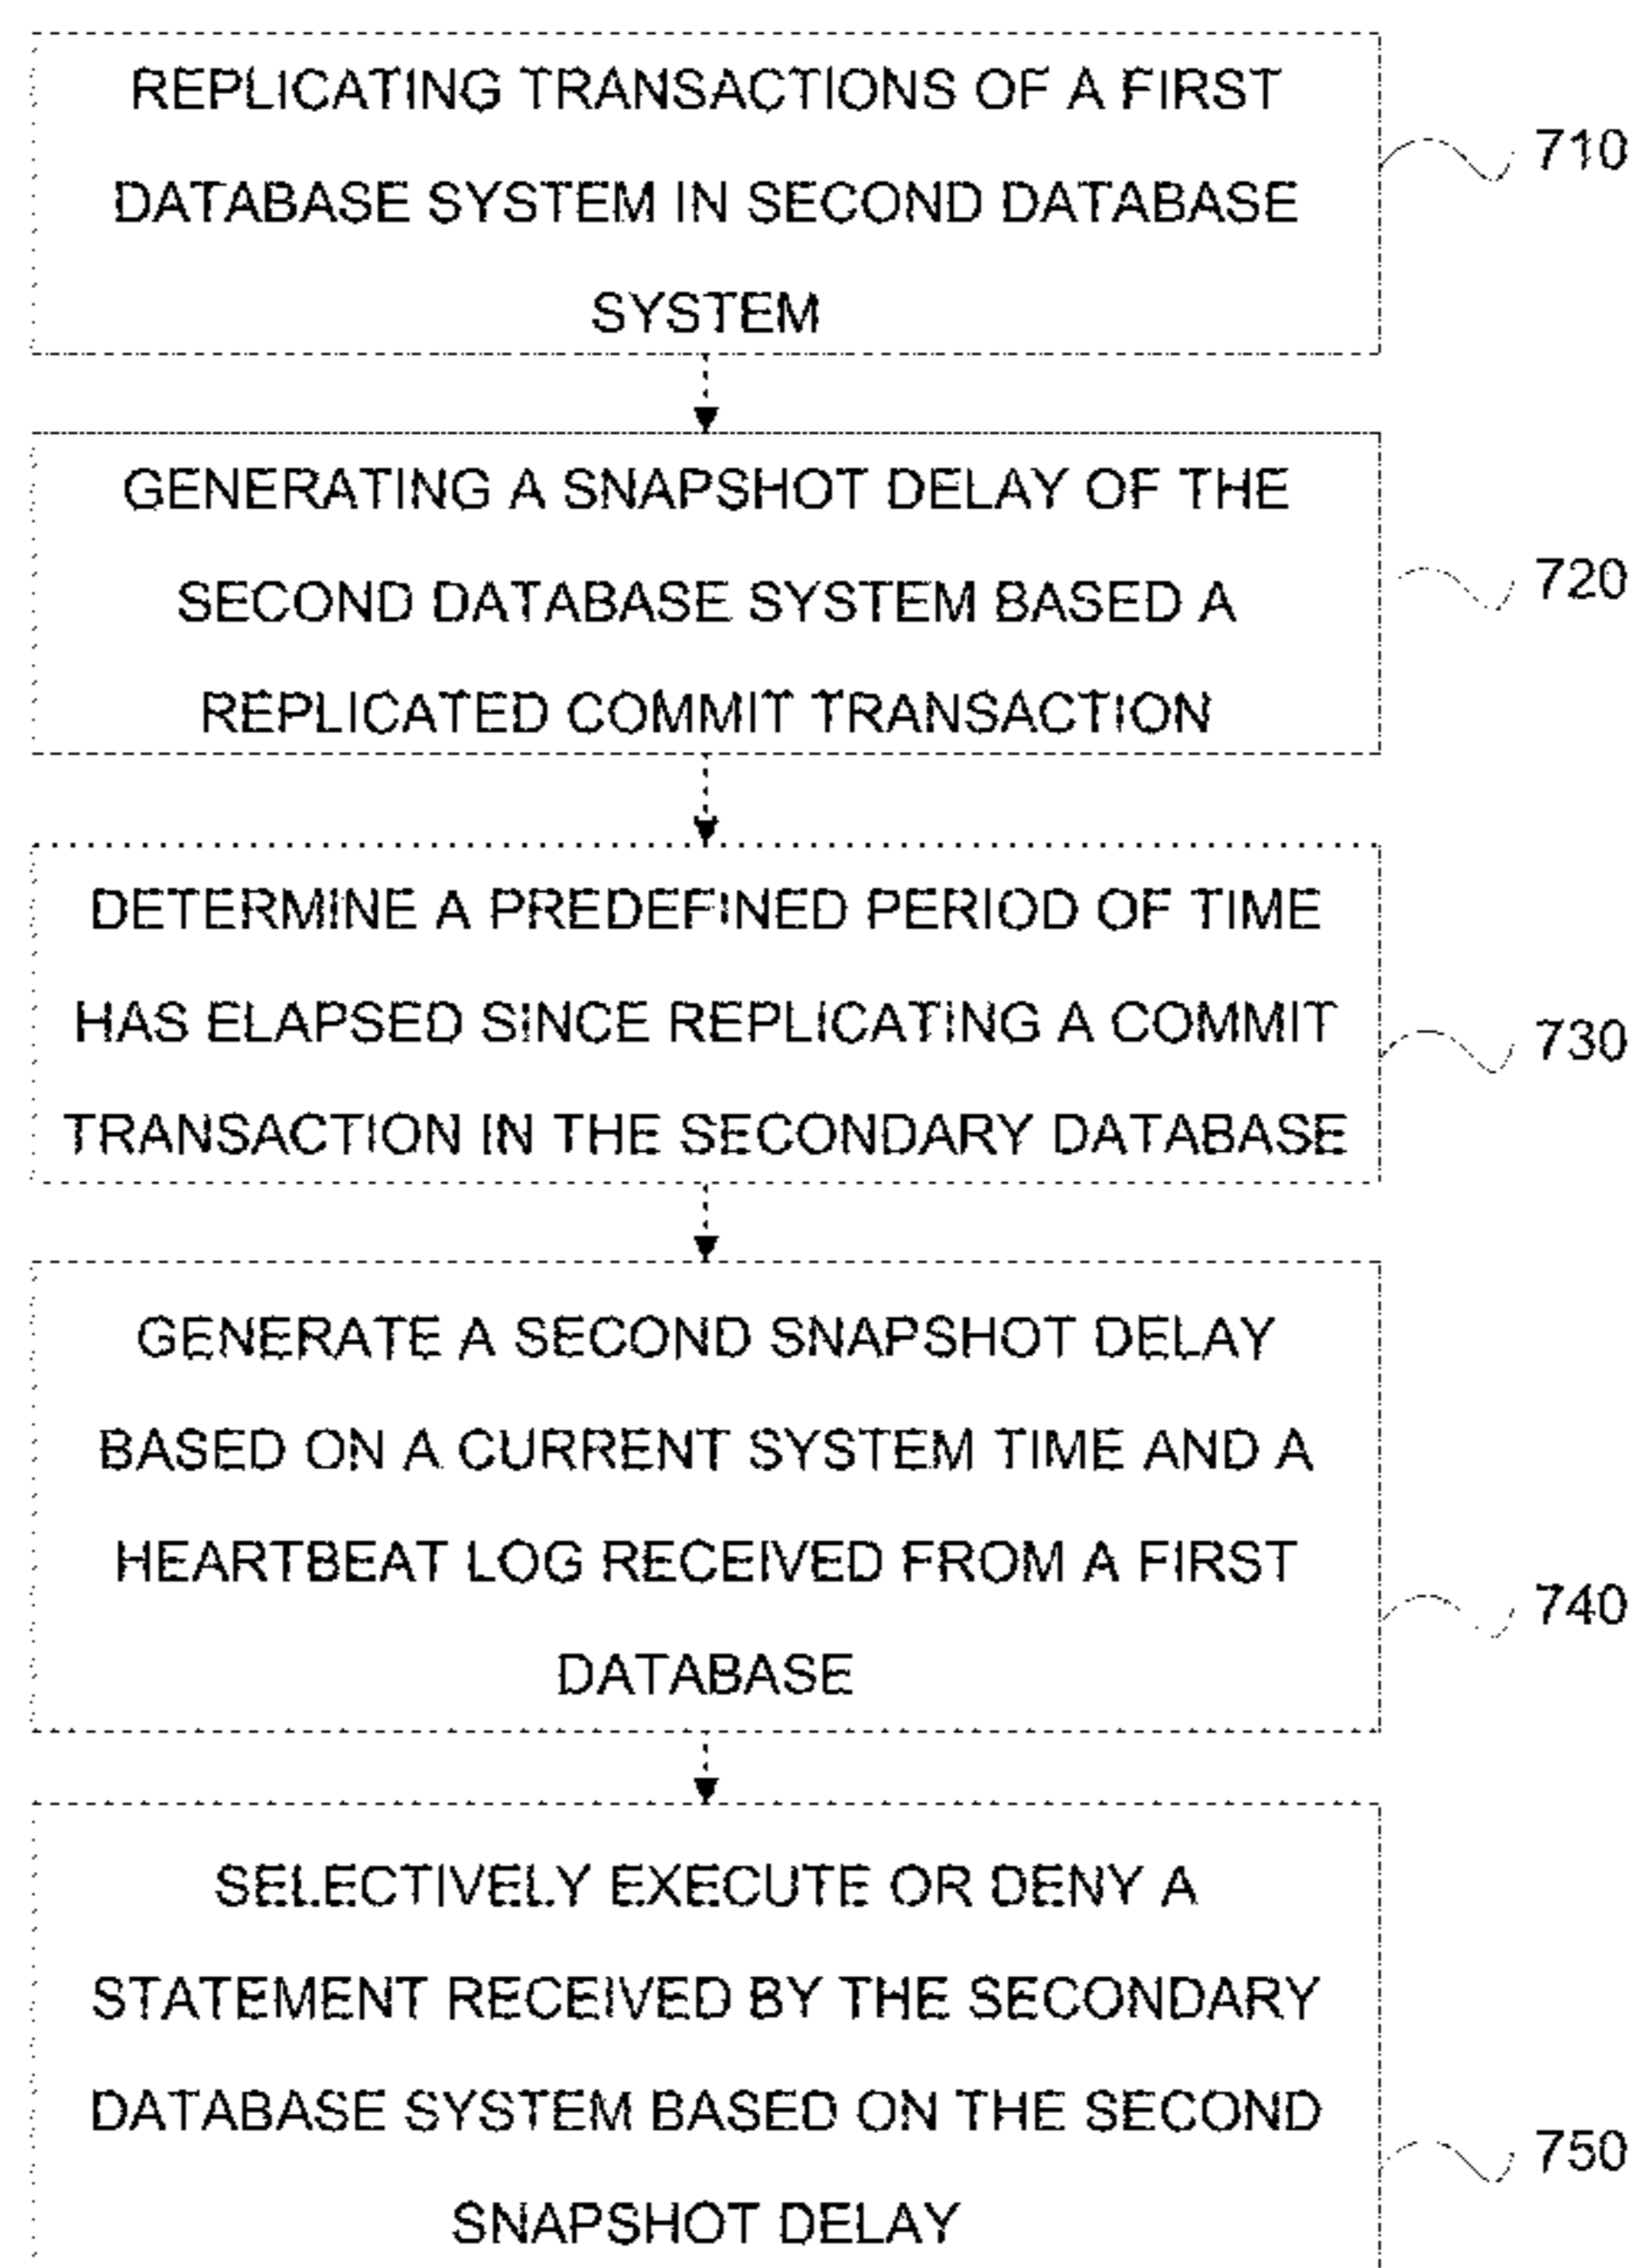 REPLICATING TRANSACTIONS OF A FIRST
DATABASE SYSTEM IN SECOND DATABASE
SYSTEM
710
GENERATING A SNAPSHOT DELAY OF THE
SECOND DATABASE SYSTEM BASED A
REPLICATED COMMIT TRANSACTION
720
DETERMINE A PREDEFINED PERIOD OF TIME
HAS ELAPSED SINCE REPLICATING A COMMIT
TRANSACTION IN THE SECONDARY DATABASE
730
GENERATE A SECOND SNAPSHOT DELAY
BASED ON A CURRENT SYSTEM TIME AND A
HEARTBEAT LOG RECEIVED FROM A FIRST
DATABASE
740
SELECTIVELY EXECUTE OR DENY A
STATEMENT RECEIVED BY THE SECONDARY
DATABASE SYSTEM BASED ON THE SECOND
SNAPSHOT DELAY
750